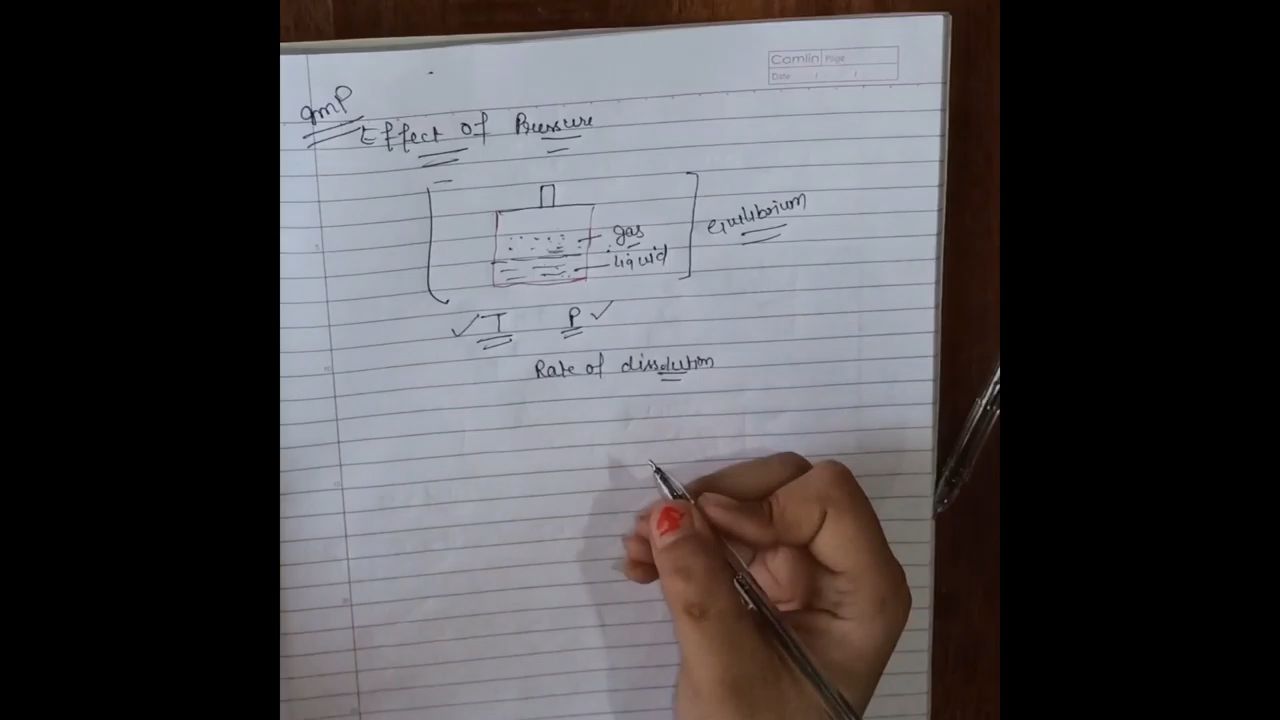 Camlin Page
Date / /
ImP
Effect of Pressure
gas
liquid
equilibrium
✓ T P ✓
Rate of dissolution